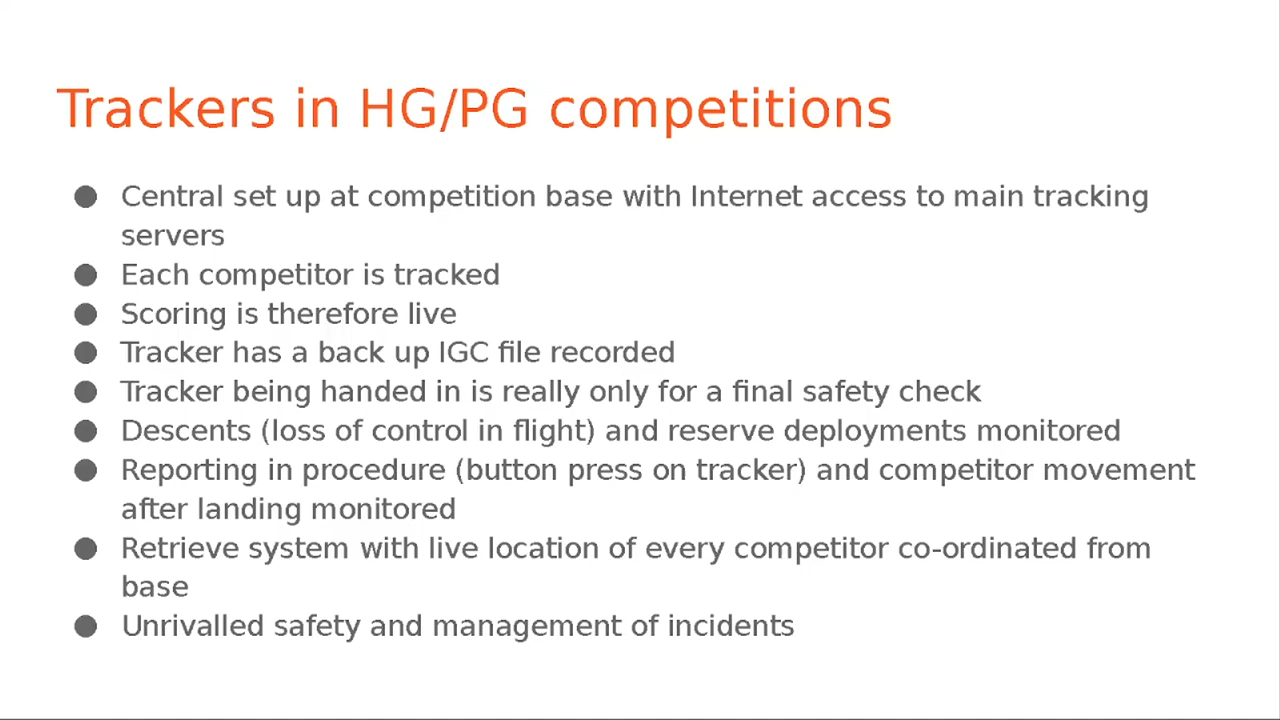 Trackers in HG/PG competitions
● Central set up at competition base with Internet access to main tracking
servers
● Each competitor is tracked
● Scoring is therefore live
● Tracker has a back up IGC file recorded
● Tracker being handed in is really only for a final safety check
● Descents (loss of control in flight) and reserve deployments monitored
● Reporting in procedure (button press on tracker) and competitor movement
after landing monitored
● Retrieve system with live location of every competitor co-ordinated from
base
● Unrivalled safety and management of incidents